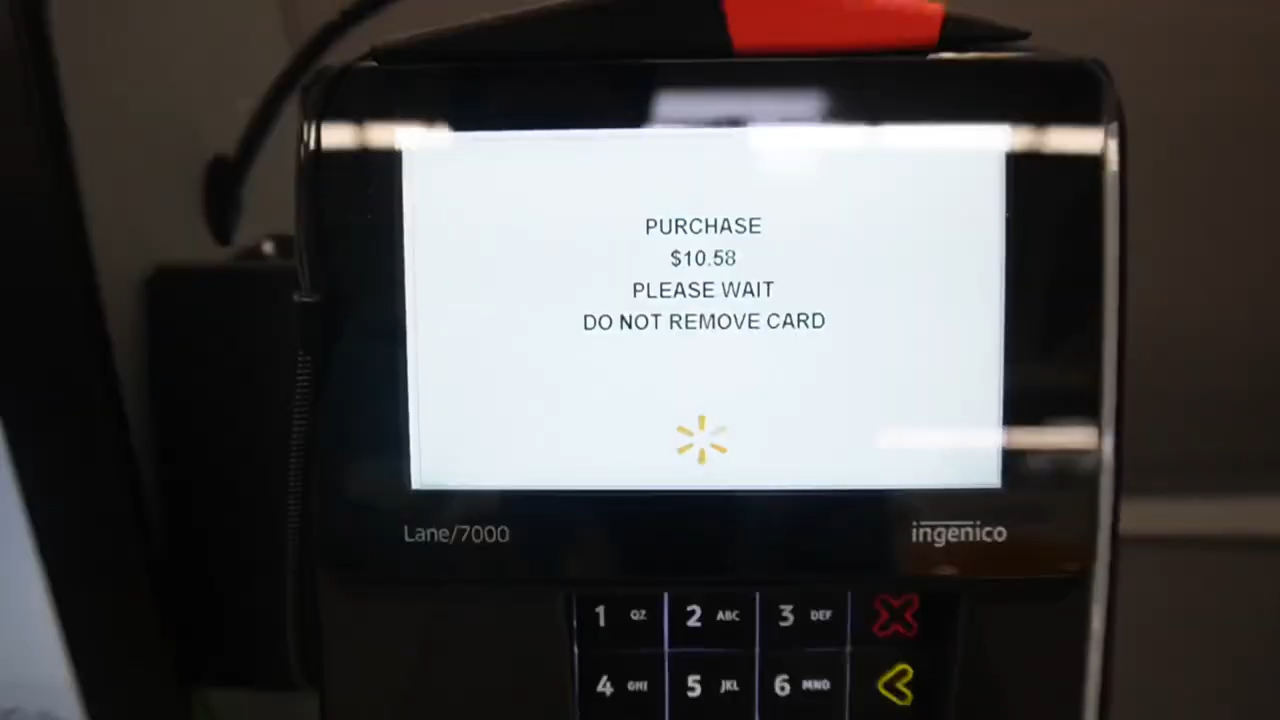 PURCHASE
$10.58
PLEASE WAIT
DO NOT REMOVE CARD
Lane/7000
ingenico
1 QZ 2 ABC 3 DEF
4 GHI 5 JKL 6 MNO